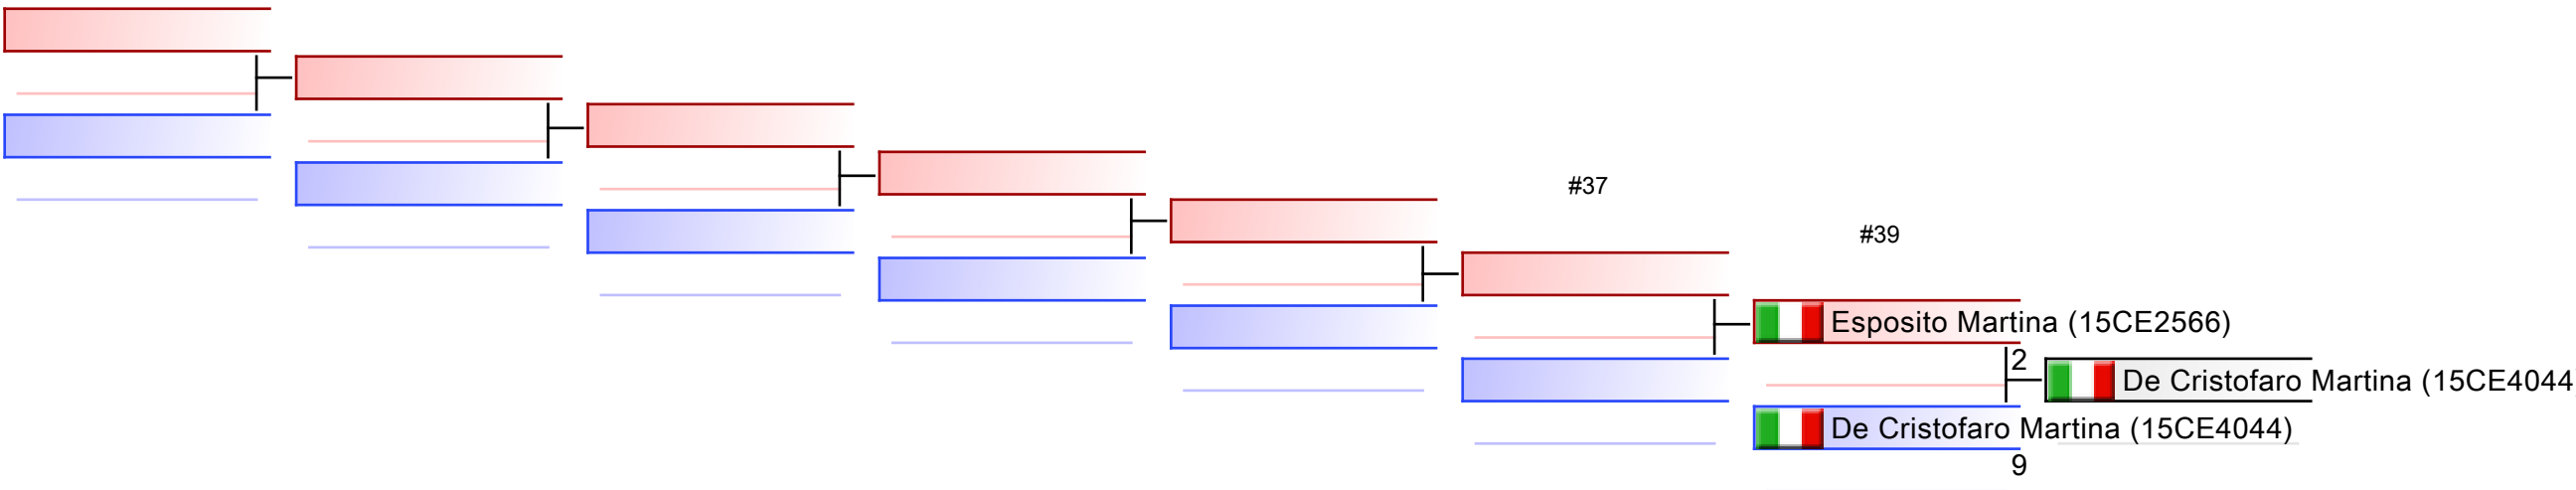 #37
#39
Esposito Martina (15CE2566)
2
De Cristofaro Martina (15CE4044
De Cristofaro Martina (15CE4044)
9